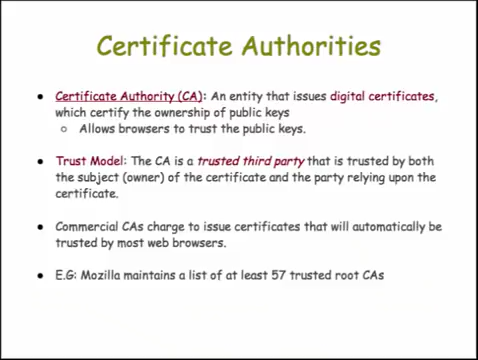 Certificate Authorities
● Certificate Authority (CA): An entity that issues digital certificates,
which certify the ownership of public keys
○ Allows browsers to trust the public keys.
● Trust Model: The CA is a trusted third party that is trusted by both
the subject (owner) of the certificate and the party relying upon the
certificate.
● Commercial CAs charge to issue certificates that will automatically be
trusted by most web browsers.
● E.G: Mozilla maintains a list of at least 57 trusted root CAs